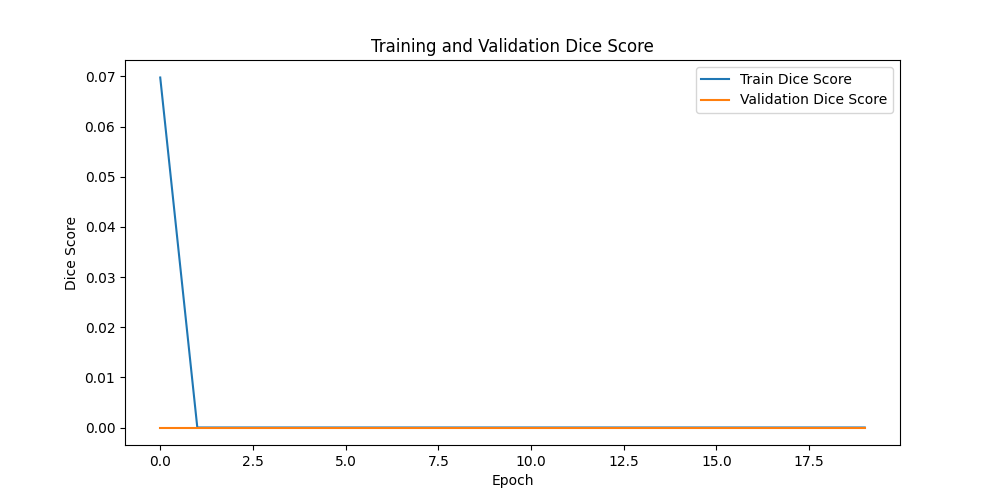 Training and Validation Dice Score
Train Dice Score
Validation Dice Score
Dice Score
0.07
0.06
0.05
0.04
0.03
0.02
0.01
0.00
0.0 2.5 5.0 7.5 10.0 12.5 15.0 17.5
Epoch